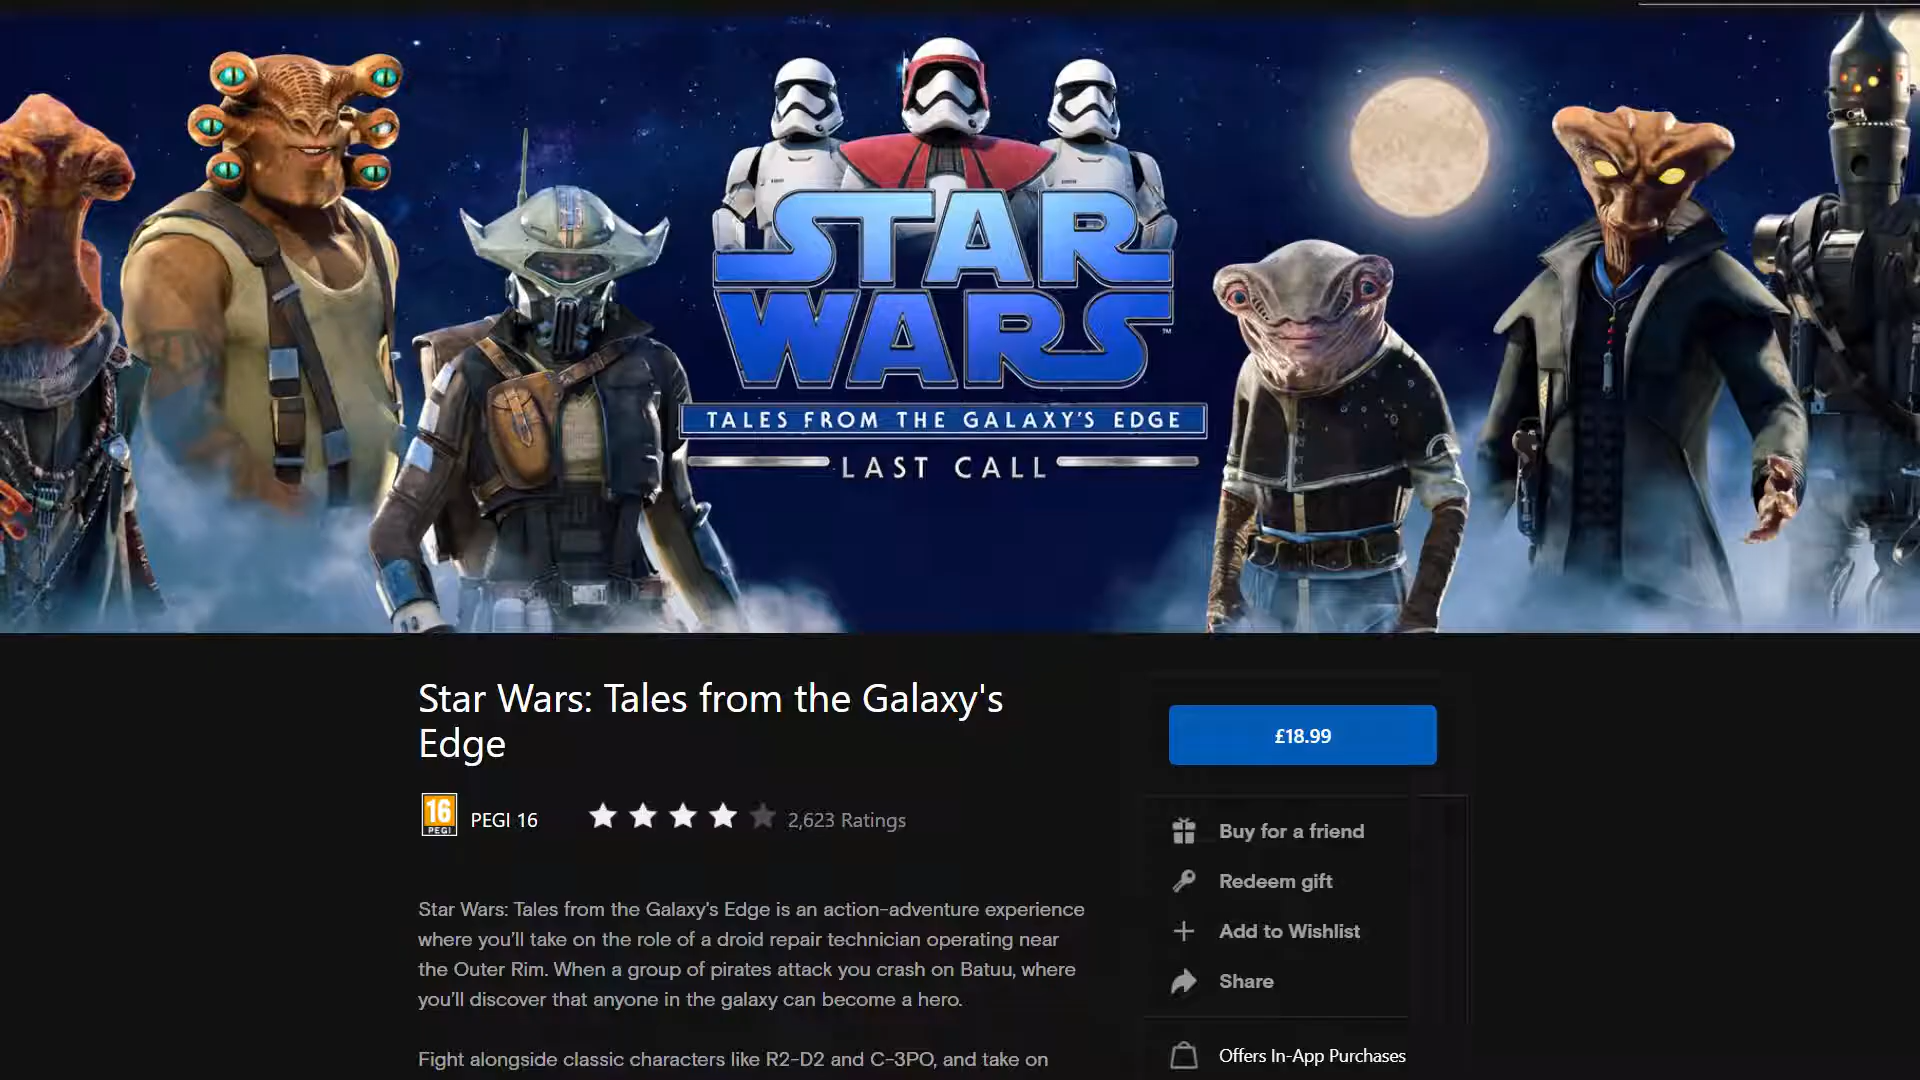 STAR
WARS
TM
TALES FROM THE GALAXY'S EDGE
LAST CALL
Star Wars: Tales from the Galaxy's
Edge
£18.99
16
PEGI
PEGI 16
2,623 Ratings
Buy for a friend
Redeem gift
Add to Wishlist
Share
Offers In-App Purchases
Star Wars: Tales from the Galaxy's Edge is an action-adventure experience
where you'll take on the role of a droid repair technician operating near
the Outer Rim. When a group of pirates attack you crash on Batuu, where
you'll discover that anyone in the galaxy can become a hero.
Fight alongside classic characters like R2-D2 and C-3PO, and take on